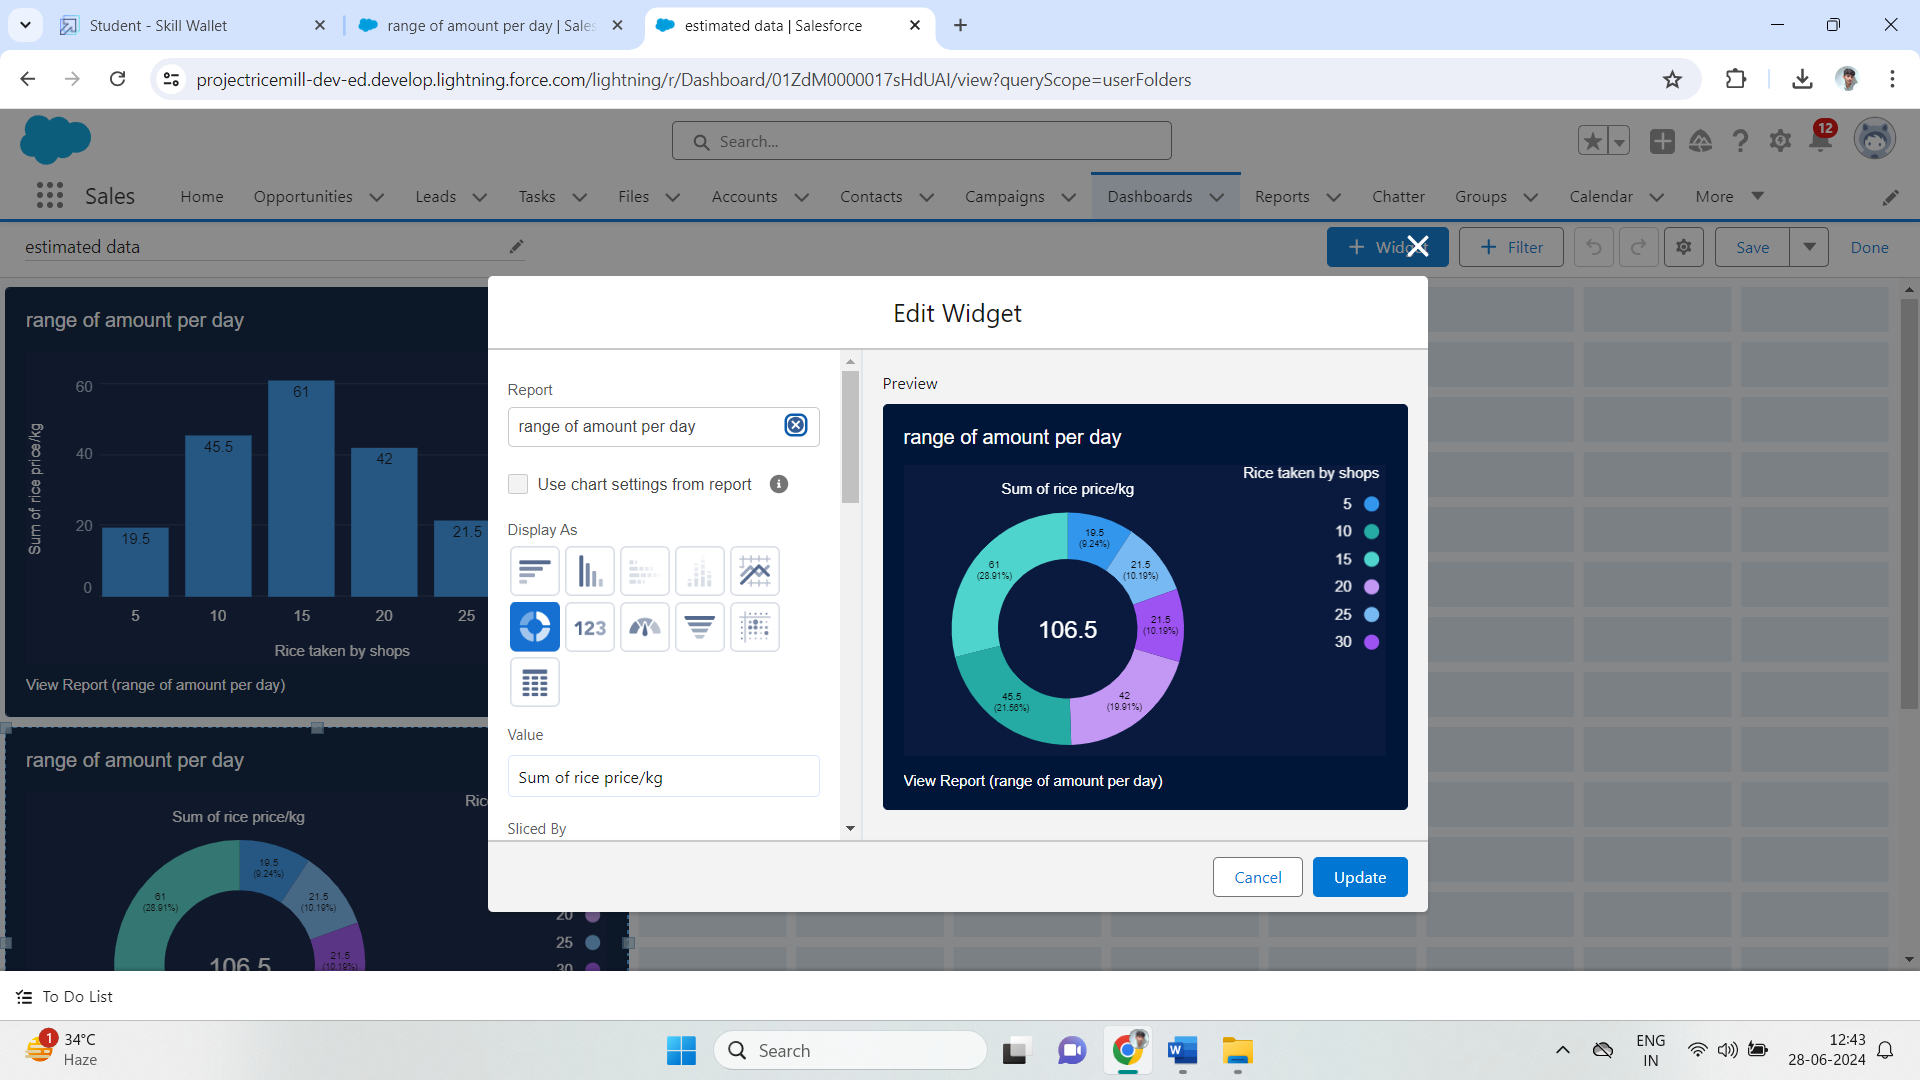 Student - Skill Wallet
range of amount per day | Sales
estimated data | Salesforce
projectricemill-dev-ed.develop.lightning.force.com/lightning/r/Dashboard/01ZdM0000017sHdUAI/view?queryScope=userFolders
Search...
12
Sales
Home
Opportunities
Leads
Tasks
Files
Accounts
Contacts
Campaigns
Dashboards
Reports
Chatter
Groups
Calendar
More
estimated data
+ Widget
+ Filter
Save
Done
range of amount per day
Sum of rice price/kg
60
40
20
0
19.5
45.5
61
42
21.5
5
10
15
20
25
Rice taken by shops
View Report (range of amount per day)
range of amount per day
Sum of rice price/kg
Ric
61
(28.91%)
19.5
(9.24%)
21.5
(10.19%)
21.5
(10.19%)
106.5
20
25
30
Edit Widget
Report
range of amount per day
Use chart settings from report
Display As
123
Value
Sum of rice price/kg
Sliced By
Preview
range of amount per day
Sum of rice price/kg
Rice taken by shops
5
10
15
20
25
30
19.5
(9.24%)
21.5
(10.19%)
21.5
(10.19%)
42
(19.91%)
45.5
(21.56%)
61
(28.91%)
106.5
View Report (range of amount per day)
Cancel
Update
To Do List
1
34°C
Haze
Search
ENG
IN
12:43
28-06-2024